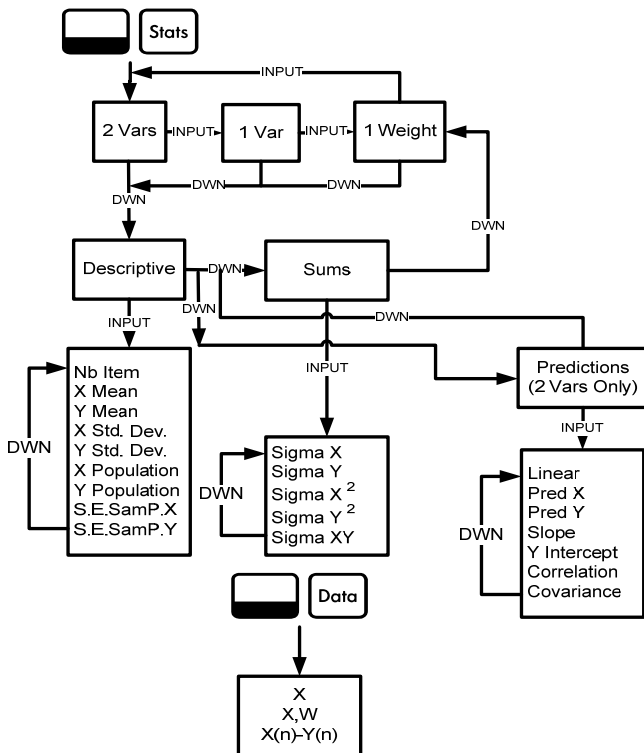 Stats
INPUT
2 Vars
INPUT
1 Var
INPUT
1 Weight
DWN
DWN
DWN
DWN
Descriptive
DWN
Sums
DWN
DWN
INPUT
INPUT
Predictions
(2 Vars Only)
INPUT
DWN
Nb Item
X Mean
Y Mean
X Std. Dev.
Y Std. Dev.
X Population
Y Population
S.E.SamP.X
S.E.SamP.Y
DWN
Sigma X
Sigma Y
Sigma X 2
Sigma Y 2
Sigma XY
DWN
Linear
Pred X
Pred Y
Slope
Y Intercept
Correlation
Covariance
Data
X
X,W
X(n)-Y(n)